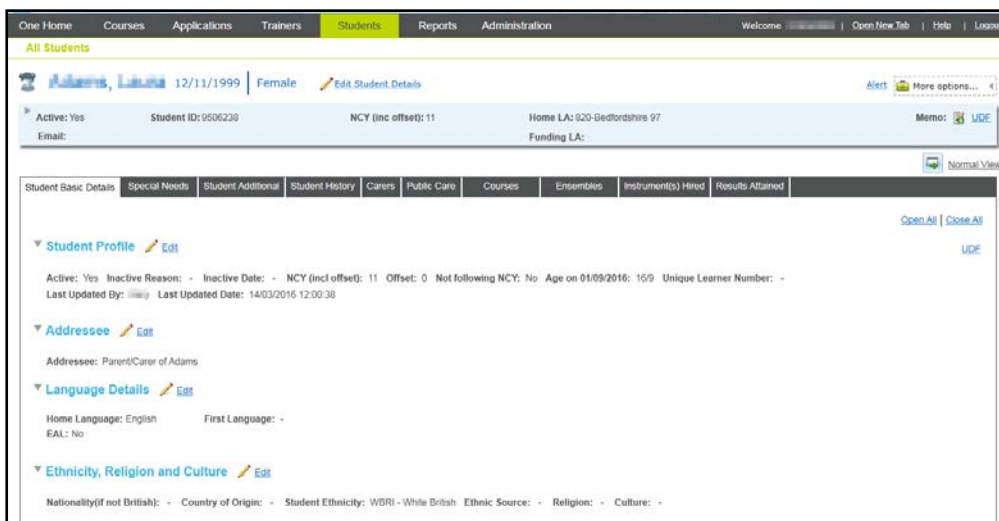 One Home Courses Applications Trainers Students Reports Administration Welcome | Open New Tab | Help | Logou
All Students
12/11/1999 | Female Edit Student Details Alert More options...
Active: Yes Student ID: 9506238 NCY (inc offset): 11 Home LA: 820-Bedfordshire 97 Memo: UDF
Email: Funding LA:
Normal View
Student Basic Details Special Needs Student Additional Student History Carers Public Care Courses Ensembles Instrument(s) Hired Results Attained
Open All | Close All
Student Profile Edit UDF
Active: Yes Inactive Reason: - Inactive Date: - NCY (incl offset): 11 Offset: 0 Not following NCY: No Age on 01/09/2016: 16/9 Unique Learner Number: -
Last Updated By: Last Updated Date: 14/03/2016 12:00:38
Addressee Edit
Addressee: Parent/Carer of Adams
Language Details Edit
Home Language: English First Language: -
EAL: No
Ethnicity, Religion and Culture Edit
Nationality(if not British): - Country of Origin: - Student Ethnicity: WBRI - White British Ethnic Source: - Religion: - Culture: -